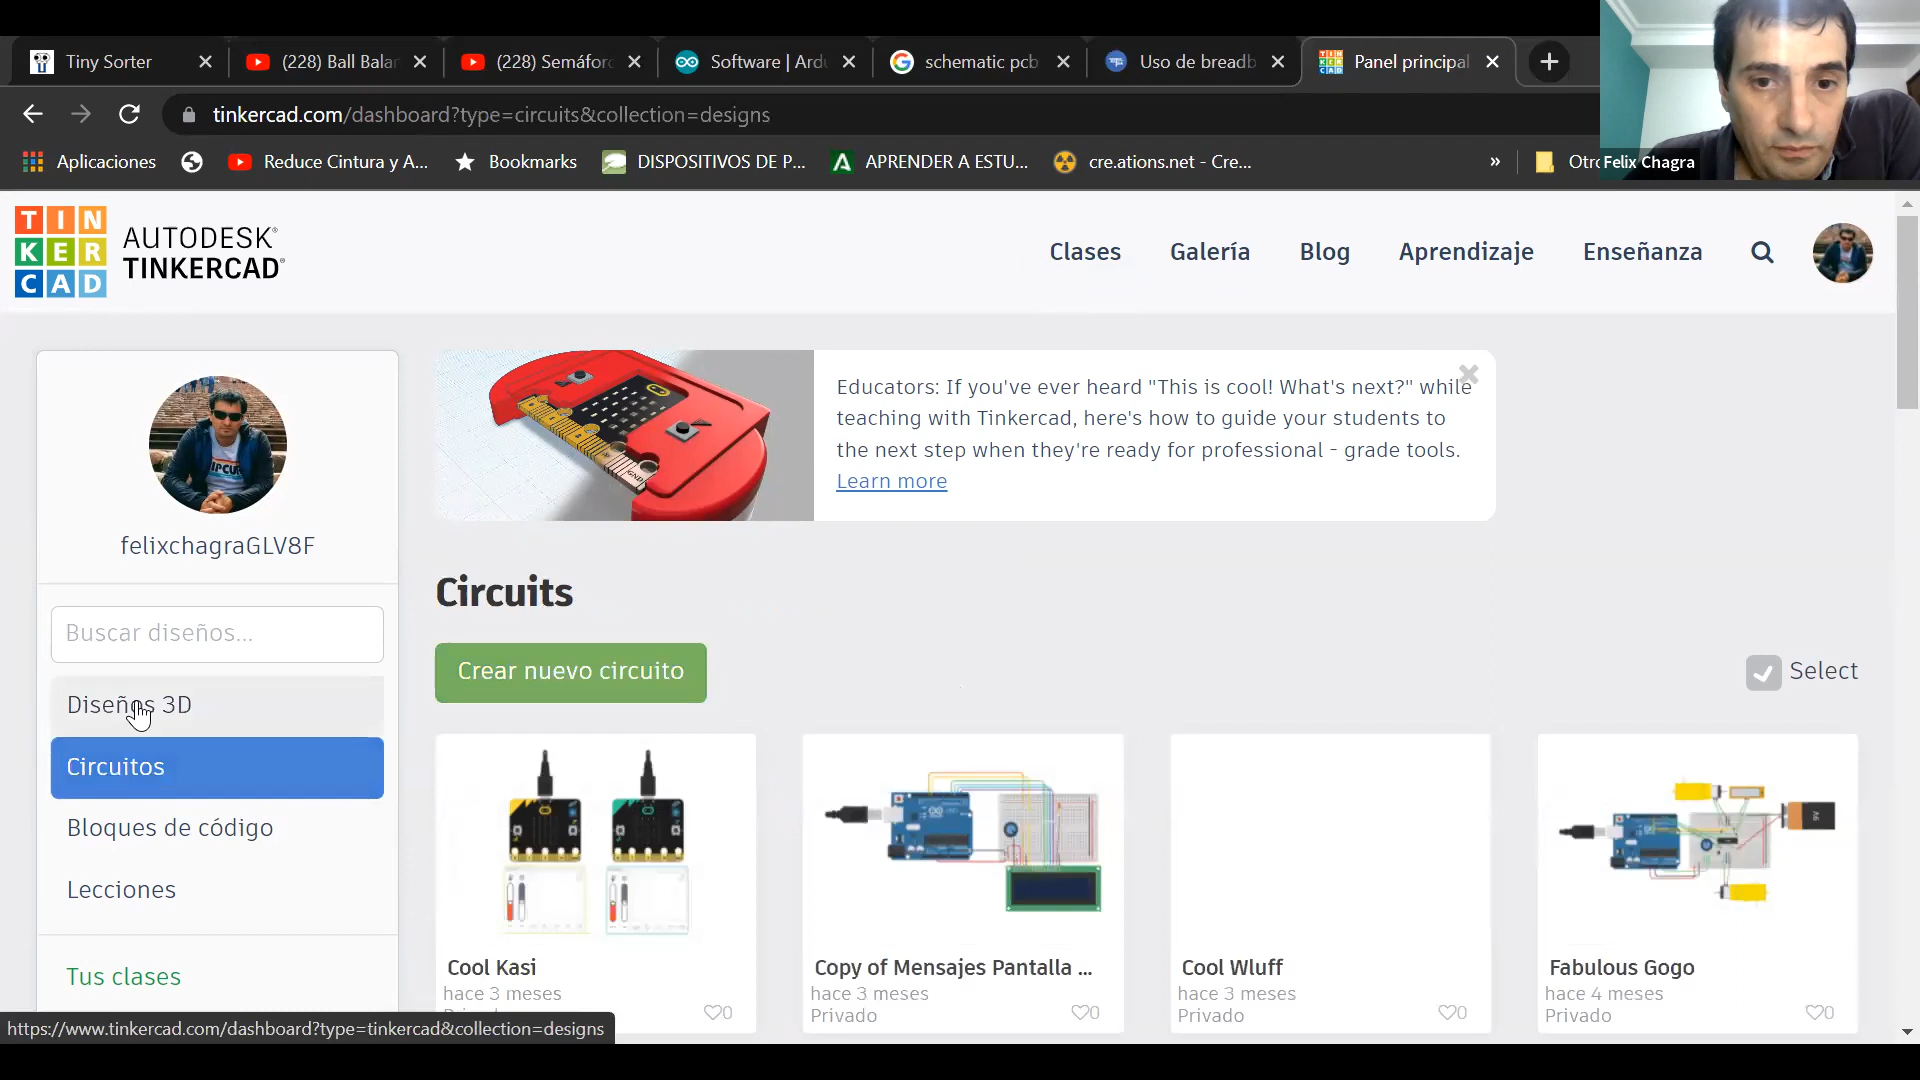 Tiny Sorter
(228) Ball Balan
(228) Semáforo
Software | Ardu
schematic pcb
Uso de breadb
Panel principal
tinkercad.com/dashboard?type=circuits&collection=designs
Aplicaciones
Reduce Cintura y A...
Bookmarks
DISPOSITIVOS DE P...
APRENDER A ESTU...
cre.ations.net - Cre...
»
Otro
Felix Chagra
TIN
KER
CAD
AUTODESK®
TINKERCAD®
Clases
Galería
Blog
Aprendizaje
Enseñanza
felixchagraGLV8F
Buscar diseños...
Diseños 3D
Circuitos
Bloques de código
Lecciones
Tus clases
Educators: If you've ever heard "This is cool! What's next?" while
teaching with Tinkercad, here's how to guide your students to
the next step when they're ready for professional - grade tools.
Learn more
GND
Circuits
Crear nuevo circuito
Select
Cool Kasi
hace 3 meses
0
Copy of Mensajes Pantalla ...
hace 3 meses
Privado
0
Cool Wluff
hace 3 meses
Privado
0
Fabulous Gogo
hace 4 meses
Privado
0
https://www.tinkercad.com/dashboard?type=tinkercad&collection=designs